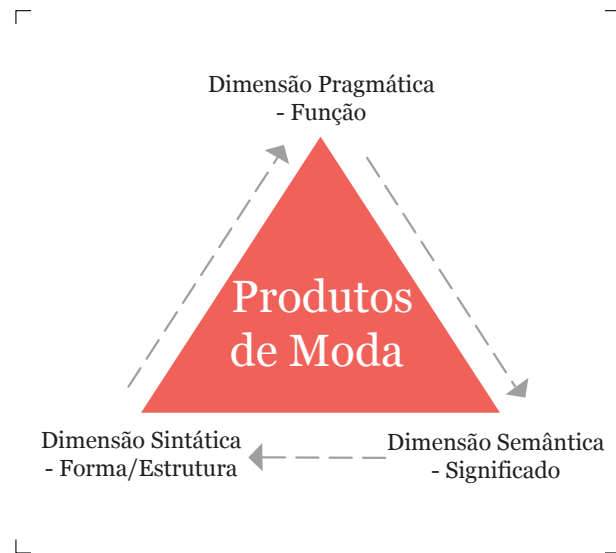 Dimensão Pragmática
- Função
Produtos
de Moda
Dimensão Sintática
- Forma/Estrutura
Dimensão Semântica
- Significado